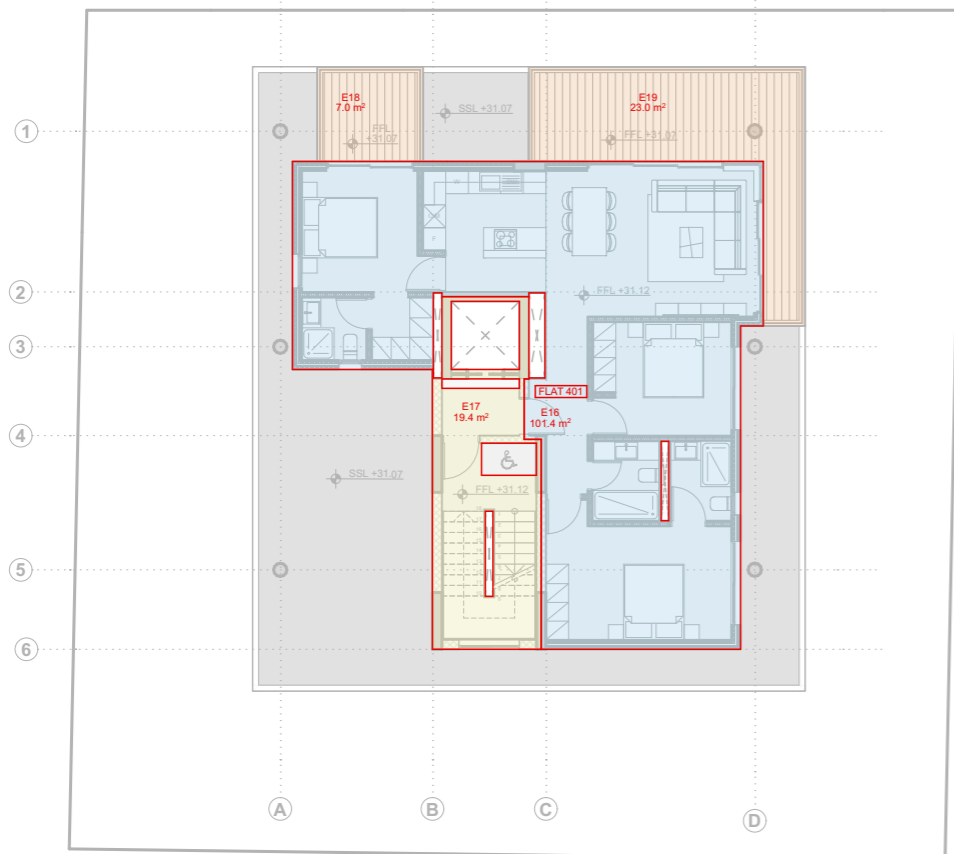 E18
7.0 m²
SSL +31.07
FFL
+31.07
E19
23.0 m²
FFL +31.07
1
2
FFL +31.12
3
FLAT 401
E17
19.4 m²
E16
101.4 m²
4
SSL +31.07
FFL +31.12
5
6
A
B
C
D